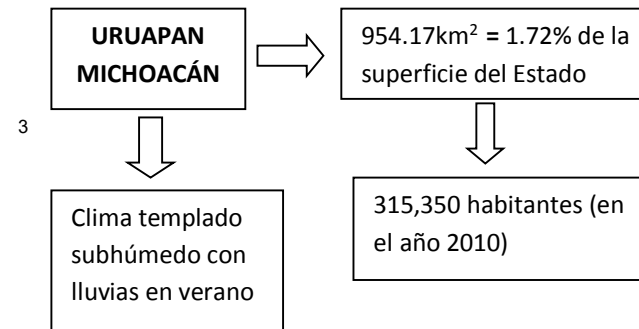 URUAPAN
MICHOACÁN
954.17km² = 1.72% de la
superficie del Estado
3
Clima templado
subhúmedo con
lluvias en verano
315,350 habitantes (en
el año 2010)